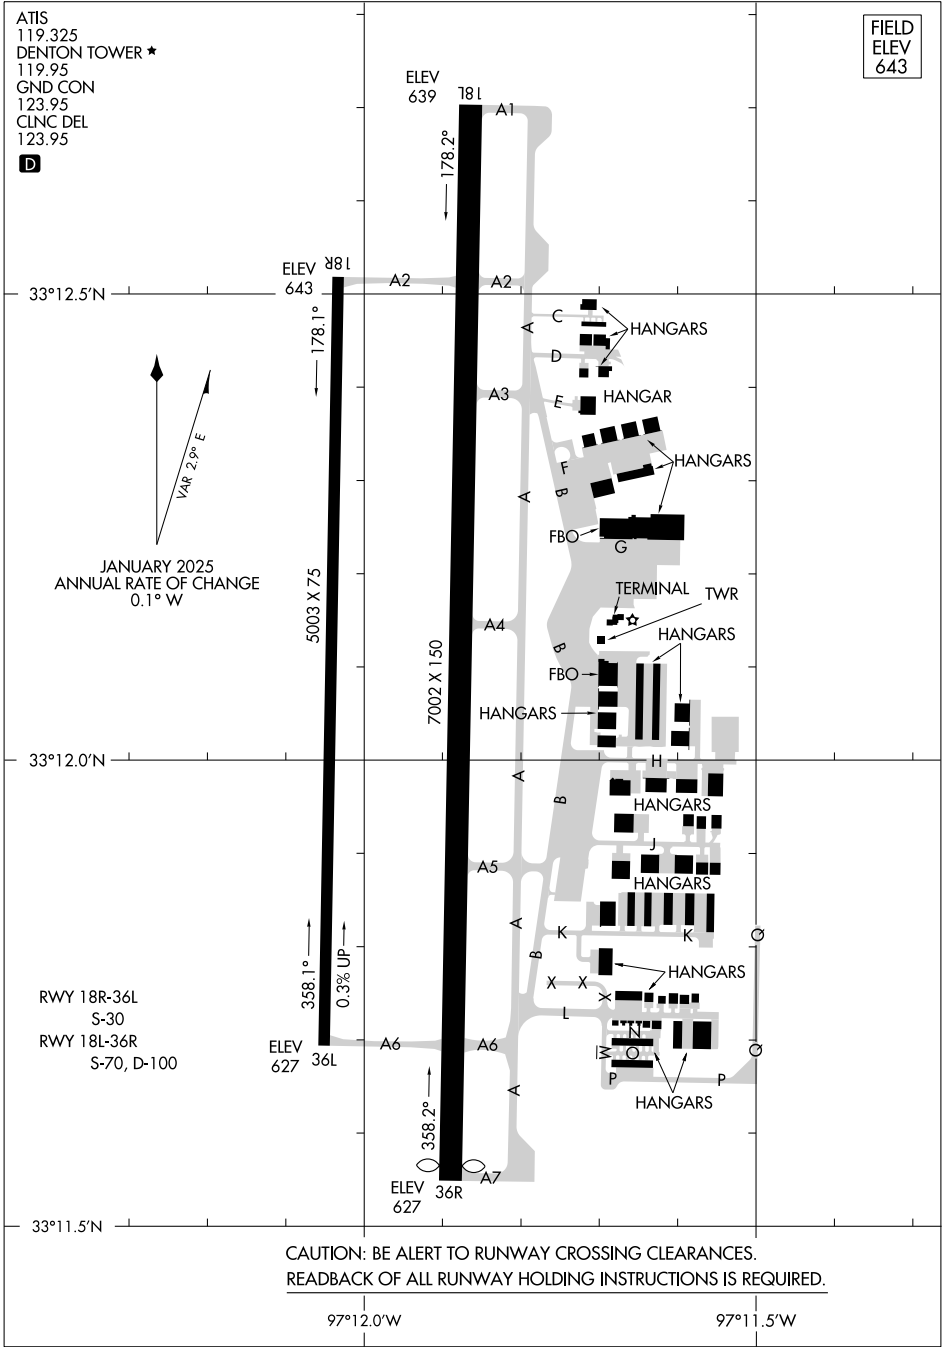 ATIS
119.325
DENTON TOWER ★
119.95
GND CON
123.95
CLNC DEL
123.95
D
FIELD
ELEV
643
ELEV
639
18L
A1
178.2°
ELEV
643
18R
A2
A2
33°12.5'N
C
HANGARS
A
178.1°
D
A3
E
HANGAR
VAR 2.9° E
F
HANGARS
A
B
FBO
G
JANUARY 2025
ANNUAL RATE OF CHANGE
0.1° W
5003 X 75
TERMINAL
TWR
A4
HANGARS
B
7002 X 150
FBO
HANGARS
33°12.0'N
H
A
B
HANGARS
J
A5
HANGARS
A
K
K
Q
B
358.1°
0.3% UP
HANGARS
X
X
X
RWY 18R-36L
S-30
RWY 18L-36R
S-70, D-100
L
N
ELEV
627
36L
A6
A6
M
O
Q
P
P
A
HANGARS
358.2°
ELEV
627
36R
A7
33°11.5'N
CAUTION: BE ALERT TO RUNWAY CROSSING CLEARANCES.
READBACK OF ALL RUNWAY HOLDING INSTRUCTIONS IS REQUIRED.
97°12.0'W
97°11.5'W